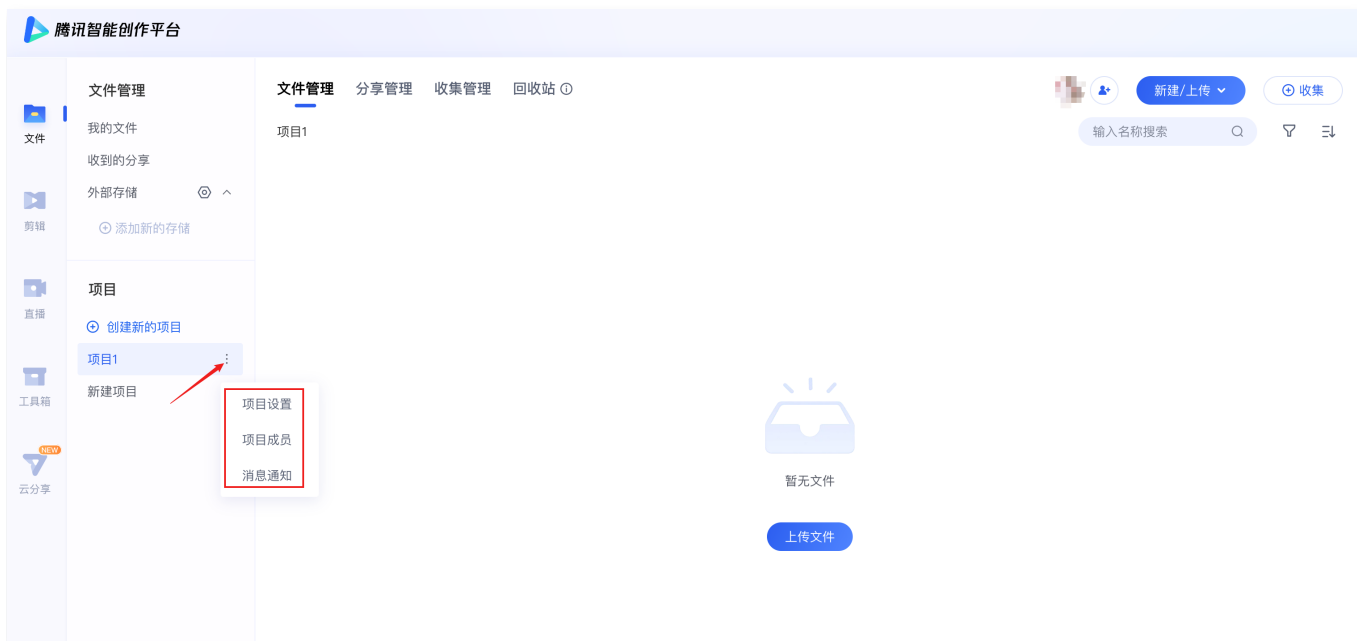 腾讯智能创作平台
文件
剪辑
直播
工具箱
NEW
云分享
文件管理
我的文件
收到的分享
外部存储
添加新的存储
项目
创建新的项目
项目1
新建项目
项目设置
项目成员
消息通知
文件管理 分享管理 收集管理 回收站
新建/上传 收集
项目1
输入名称搜索
暂无文件
上传文件